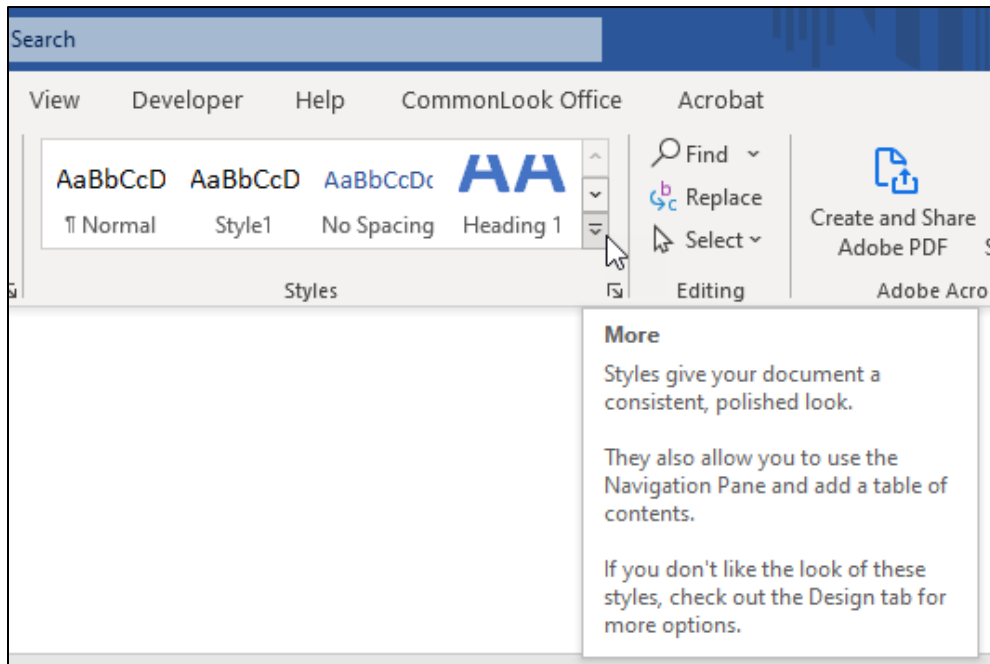 Search
View Developer Help CommonLook Office Acrobat
AaBbCcD AaBbCcD AaBbCcDc AA
¶ Normal Style1 No Spacing Heading 1
Styles
Find
Replace
Select
Editing
Create and Share
Adobe PDF S
Adobe Acro
More
Styles give your document a
consistent, polished look.
They also allow you to use the
Navigation Pane and add a table of
contents.
If you don't like the look of these
styles, check out the Design tab for
more options.